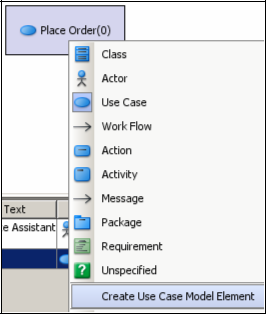 Place Order(0)
Class
Actor
Use Case
Work Flow
Action
Activity
Message
Package
Requirement
Unspecified
Create Use Case Model Element
Text
e Assistant